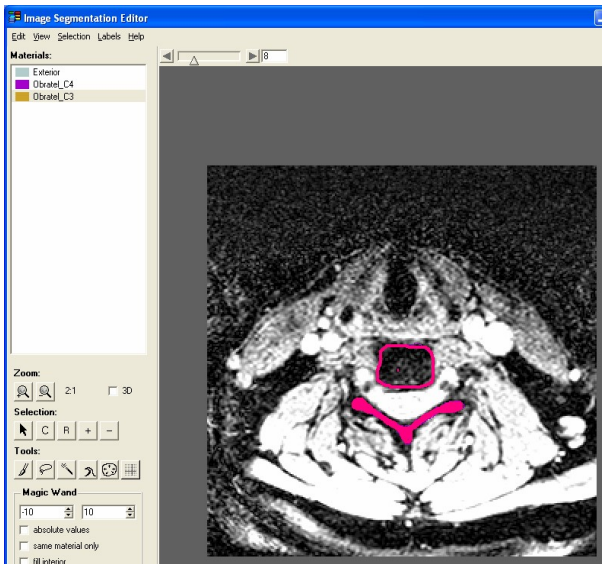 Image Segmentation Editor
Edit View Selection Labels Help
Materials:
8
Exterior
Obratel_C4
Obratel_C3
Zoom:
2:1 3D
Selection:
C R + -
Tools:
Magic Wand
-10 10
absolute values
same material only
fill interior